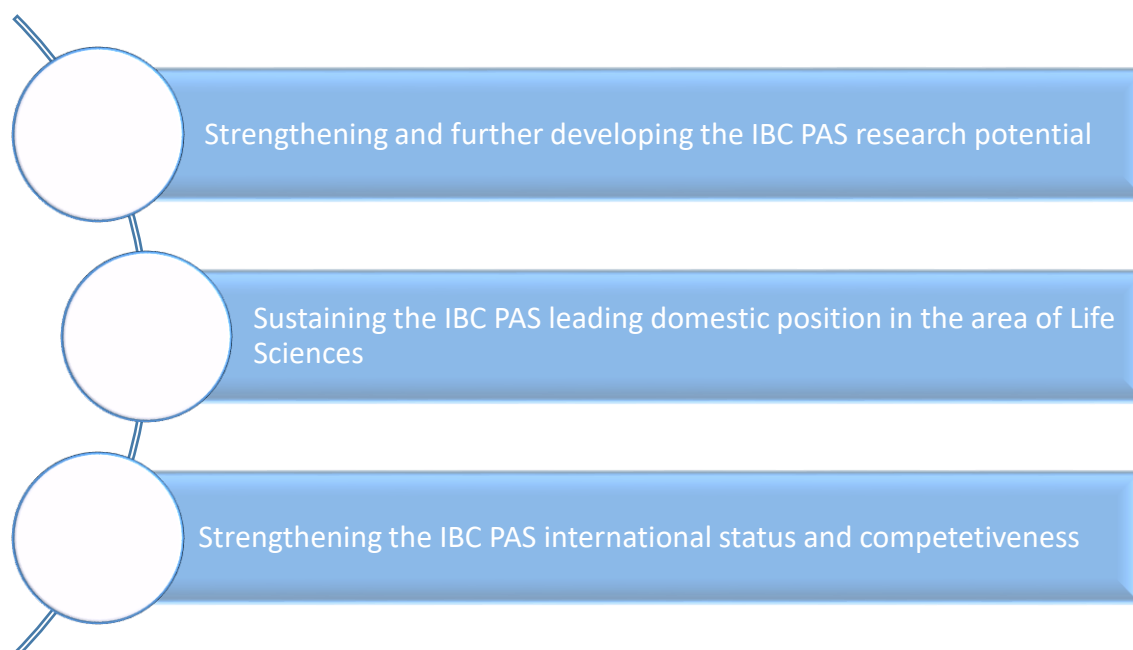 Strengthening and further developing the IBC PAS research potential
Sustaining the IBC PAS leading domestic position in the area of Life
Sciences
Strengthening the IBC PAS international status and competetiveness